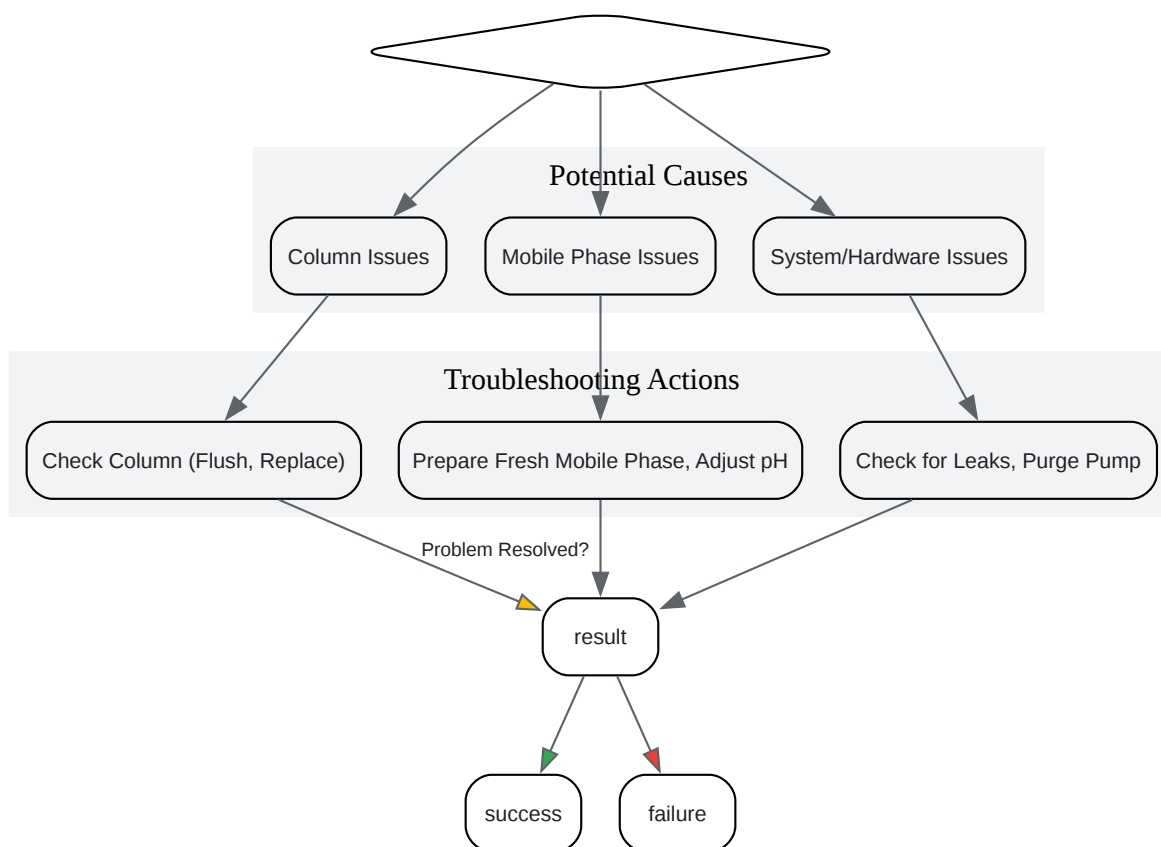 Potential Causes
Column Issues
Mobile Phase Issues
System/Hardware Issues
Troubleshooting Actions
Check Column (Flush, Replace)
Prepare Fresh Mobile Phase, Adjust pH
Check for Leaks, Purge Pump
Problem Resolved?
result
success
failure